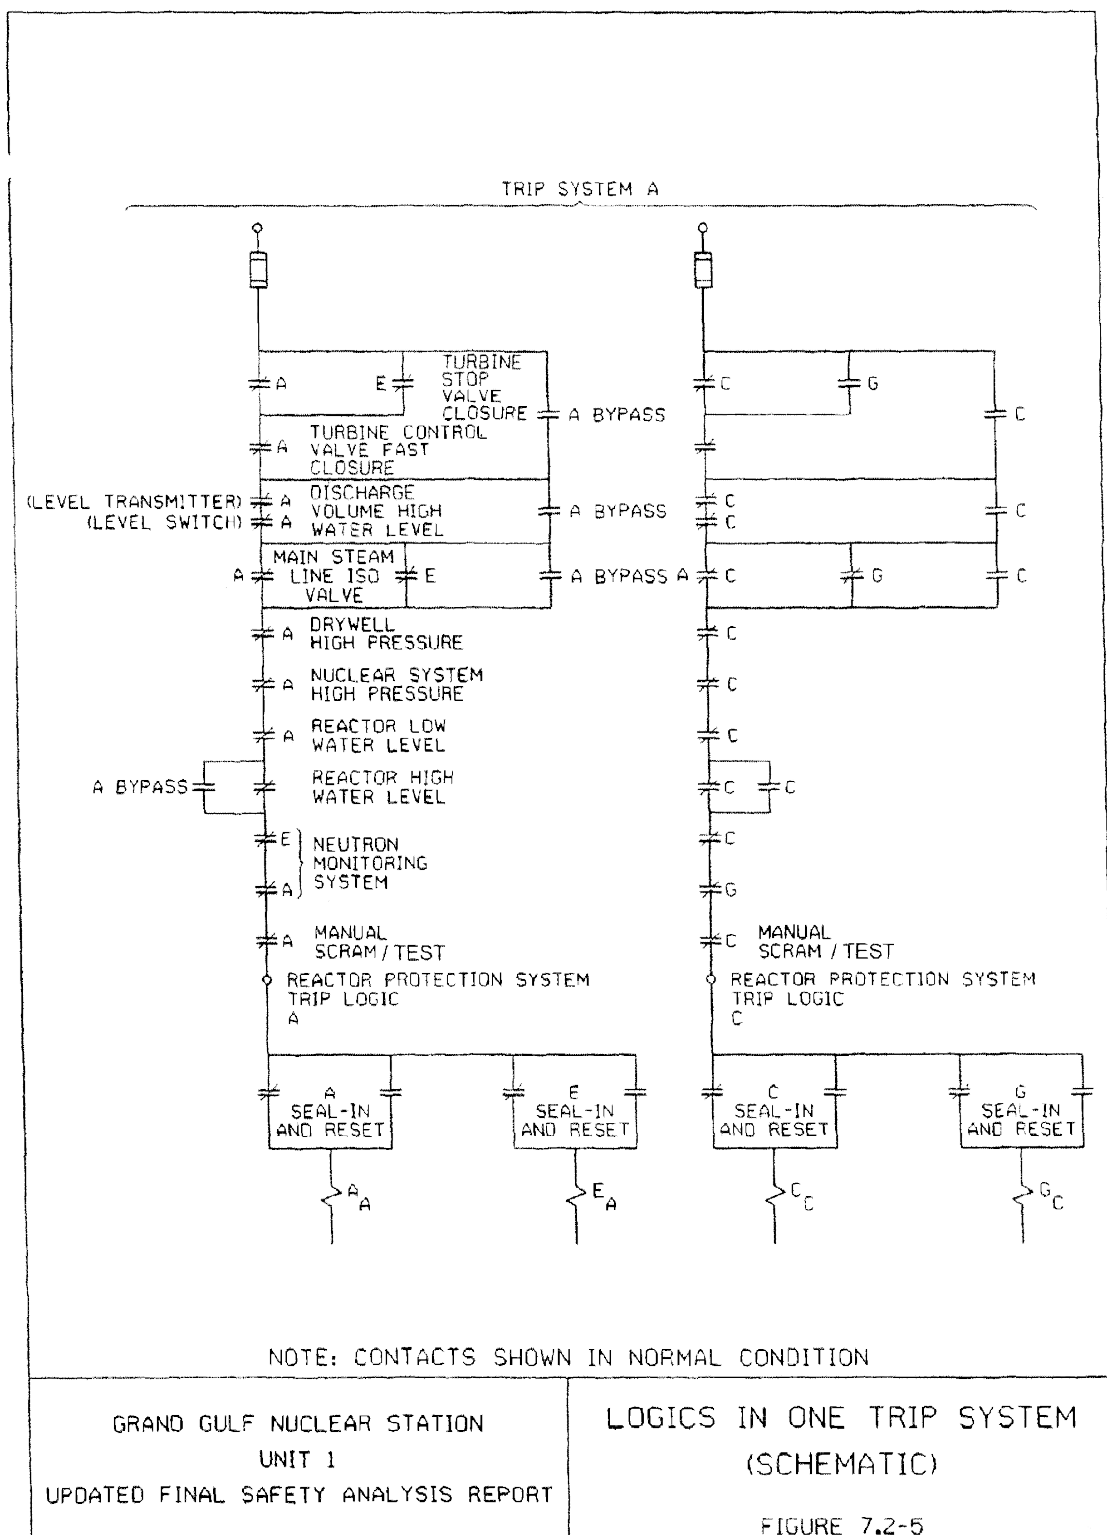 TRIP SYSTEM A
A
E
TURBINE
STOP
VALVE
CLOSURE
A BYPASS
A
TURBINE CONTROL
VALVE FAST
CLOSURE
(LEVEL TRANSMITTER)
A
(LEVEL SWITCH)
A
DISCHARGE
VOLUME HIGH
WATER LEVEL
A BYPASS
A
MAIN STEAM
LINE ISO
VALVE
E
A BYPASS
A
DRYWELL
HIGH PRESSURE
A
NUCLEAR SYSTEM
HIGH PRESSURE
A
REACTOR LOW
WATER LEVEL
A BYPASS
REACTOR HIGH
WATER LEVEL
E
A
NEUTRON
MONITORING
SYSTEM
A
MANUAL
SCRAM / TEST
REACTOR PROTECTION SYSTEM
TRIP LOGIC
A
A
SEAL-IN
AND RESET
E
SEAL-IN
AND RESET
A A
E A
C
G
C
C
C
C
A
C
G
C
C
C
C
C
C
C
G
C
MANUAL
SCRAM / TEST
REACTOR PROTECTION SYSTEM
TRIP LOGIC
C
C
SEAL-IN
AND RESET
G
SEAL-IN
AND RESET
C C
G C
NOTE: CONTACTS SHOWN IN NORMAL CONDITION
GRAND GULF NUCLEAR STATION
UNIT 1
UPDATED FINAL SAFETY ANALYSIS REPORT
LOGICS IN ONE TRIP SYSTEM
(SCHEMATIC)
FIGURE 7.2-5